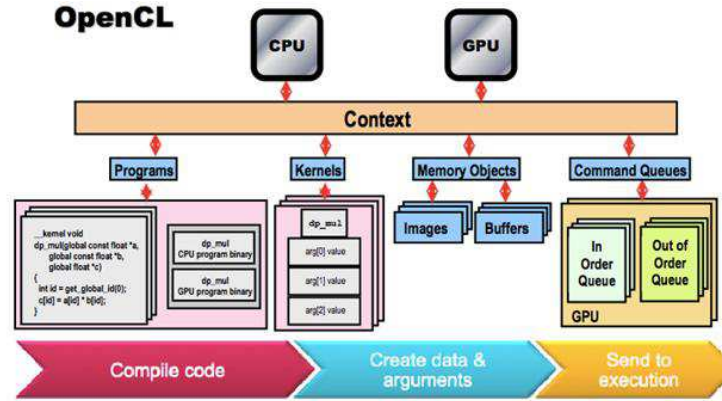 OpenCL
CPU
GPU
Context
Programs
Kernels
Memory Objects
Command Queues
__kernel void
dp_mul(global const float *a,
global const float *b,
global float *c)
{
int id = get_global_id(0);
c[id] = a[id] * b[id];
}
dp_mul
CPU program binary
dp_mul
GPU program binary
dp_mul
arg[0] value
arg[1] value
arg[2] value
Images
Buffers
In
Order
Queue
Out of
Order
Queue
GPU
Compile code
Create data &
arguments
Send to
execution